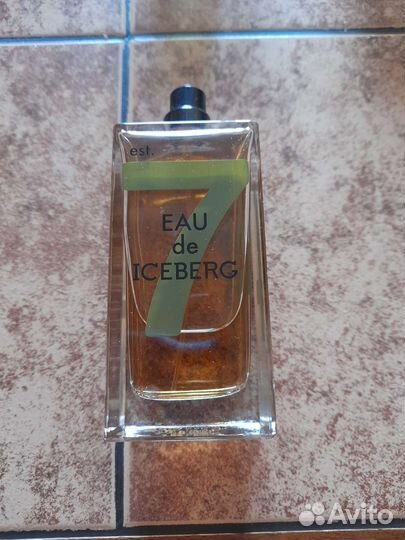 est.
7
EAU
de
ICEBERG
Avito